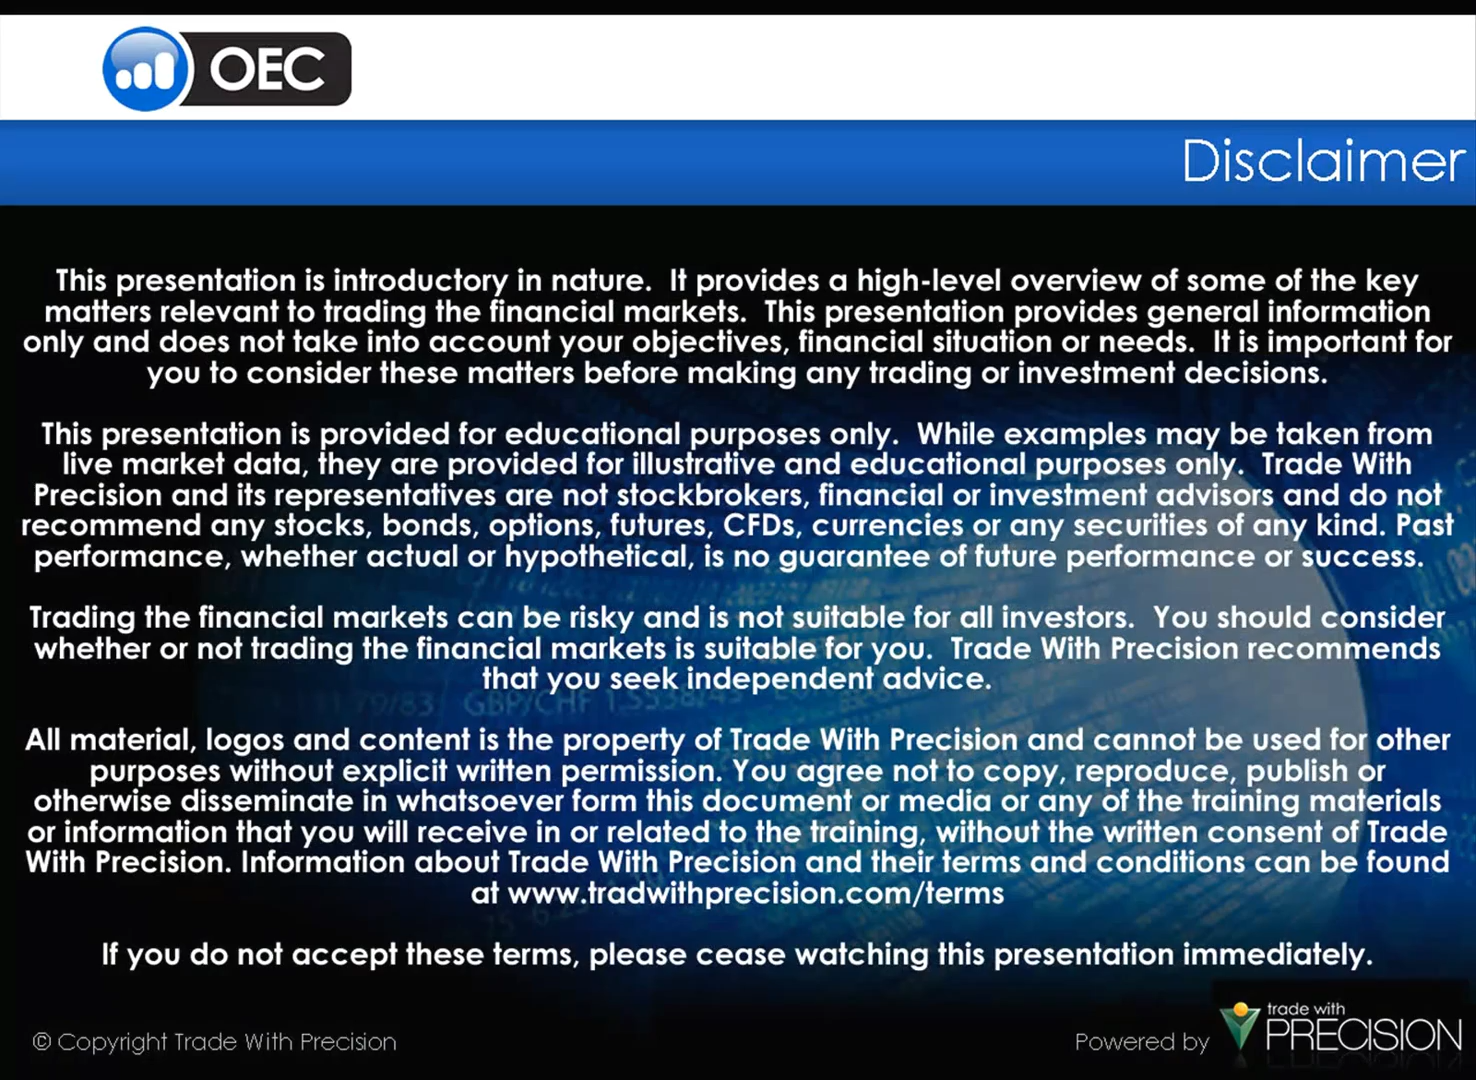 OEC
Disclaimer
This presentation is introductory in nature.  It provides a high-level overview of some of the key
matters relevant to trading the financial markets.  This presentation provides general information
only and does not take into account your objectives, financial situation or needs.  It is important for
you to consider these matters before making any trading or investment decisions.
This presentation is provided for educational purposes only.  While examples may be taken from
live market data, they are provided for illustrative and educational purposes only.  Trade With
Precision and its representatives are not stockbrokers, financial or investment advisors and do not
recommend any stocks, bonds, options, futures, CFDs, currencies or any securities of any kind. Past
performance, whether actual or hypothetical, is no guarantee of future performance or success.
Trading the financial markets can be risky and is not suitable for all investors.  You should consider
whether or not trading the financial markets is suitable for you.  Trade With Precision recommends
that you seek independent advice.
79/83 GBP/CHF
All material, logos and content is the property of Trade With Precision and cannot be used for other
purposes without explicit written permission. You agree not to copy, reproduce, publish or
otherwise disseminate in whatsoever form this document or media or any of the training materials
or information that you will receive in or related to the training, without the written consent of Trade
With Precision. Information about Trade With Precision and their terms and conditions can be found
at www.tradwithprecision.com/terms
If you do not accept these terms, please cease watching this presentation immediately.
© Copyright Trade With Precision
Powered by
trade with
PRECISION